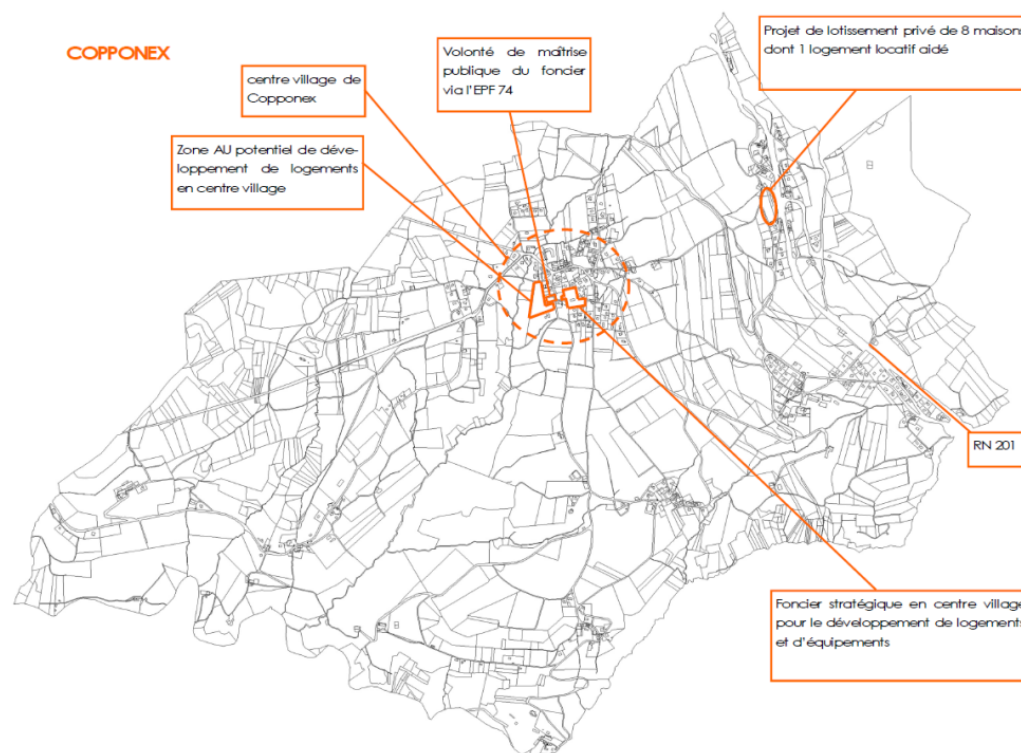 COPPONEX
centre village de
Copponex
Volonté de maîtrise
publique du foncier
via l'EPF 74
Projet de lotissement privé de 8 maisons
dont 1 logement locatif aidé
Zone AU potentiel de déve-
loppement de logements
en centre village
RN 201
Foncier stratégique en centre village
pour le développement de logements
et d'équipements